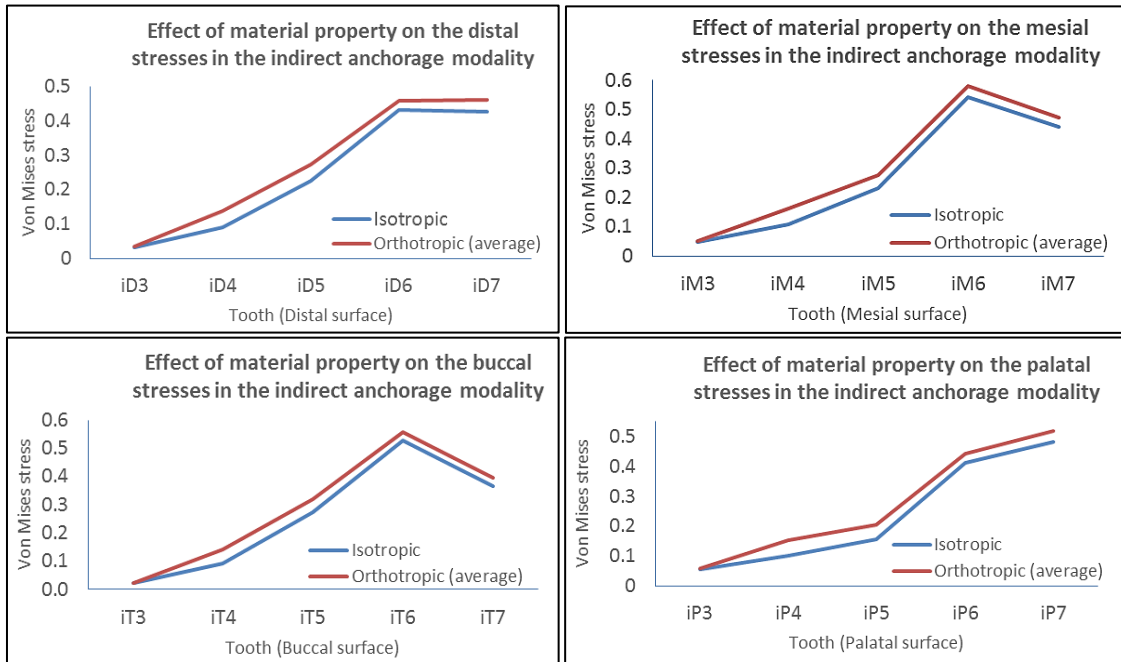 Effect of material property on the distal
stresses in the indirect anchorage modality
0.5
0.4
0.3
0.2
0.1
0
Von Mises stress
Isotropic
Orthotropic (average)
iD3 iD4 iD5 iD6 iD7
Tooth (Distal surface)
Effect of material property on the mesial
stresses in the indirect anchorage modality
0.6
0.5
0.4
0.3
0.2
0.1
0
Von Mises stress
Isotropic
Orthotropic (average)
iM3 iM4 iM5 iM6 iM7
Tooth (Mesial surface)
Effect of material property on the buccal
stresses in the indirect anchorage modality
0.6
0.5
0.4
0.3
0.2
0.1
0.0
Von Mises stress
Isotropic
Orthotropic (average)
iT3 iT4 iT5 iT6 iT7
Tooth (Buccal surface)
Effect of material property on the palatal
stresses in the indirect anchorage modality
0.5
0.4
0.3
0.2
0.1
0
Von Mises stress
Isotropic
Orthotropic (average)
iP3 iP4 iP5 iP6 iP7
Tooth (Palatal surface)